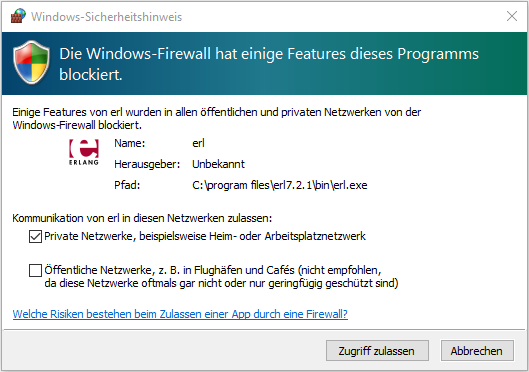 Windows-Sicherheitshinweis
Die Windows-Firewall hat einige Features dieses Programms
blockiert.
Einige Features von erl wurden in allen öffentlichen und privaten Netzwerken von der
Windows-Firewall blockiert.
e
ERLANG
Name: erl
Herausgeber: Unbekannt
Pfad: C:\program files\erl7.2.1\bin\erl.exe
Kommunikation von erl in diesen Netzwerken zulassen:
Private Netzwerke, beispielsweise Heim- oder Arbeitsplatznetzwerk
Öffentliche Netzwerke, z. B. in Flughäfen und Cafés (nicht empfohlen,
da diese Netzwerke oftmals gar nicht oder nur geringfügig geschützt sind)
Welche Risiken bestehen beim Zulassen einer App durch eine Firewall?
Zugriff zulassen Abbrechen